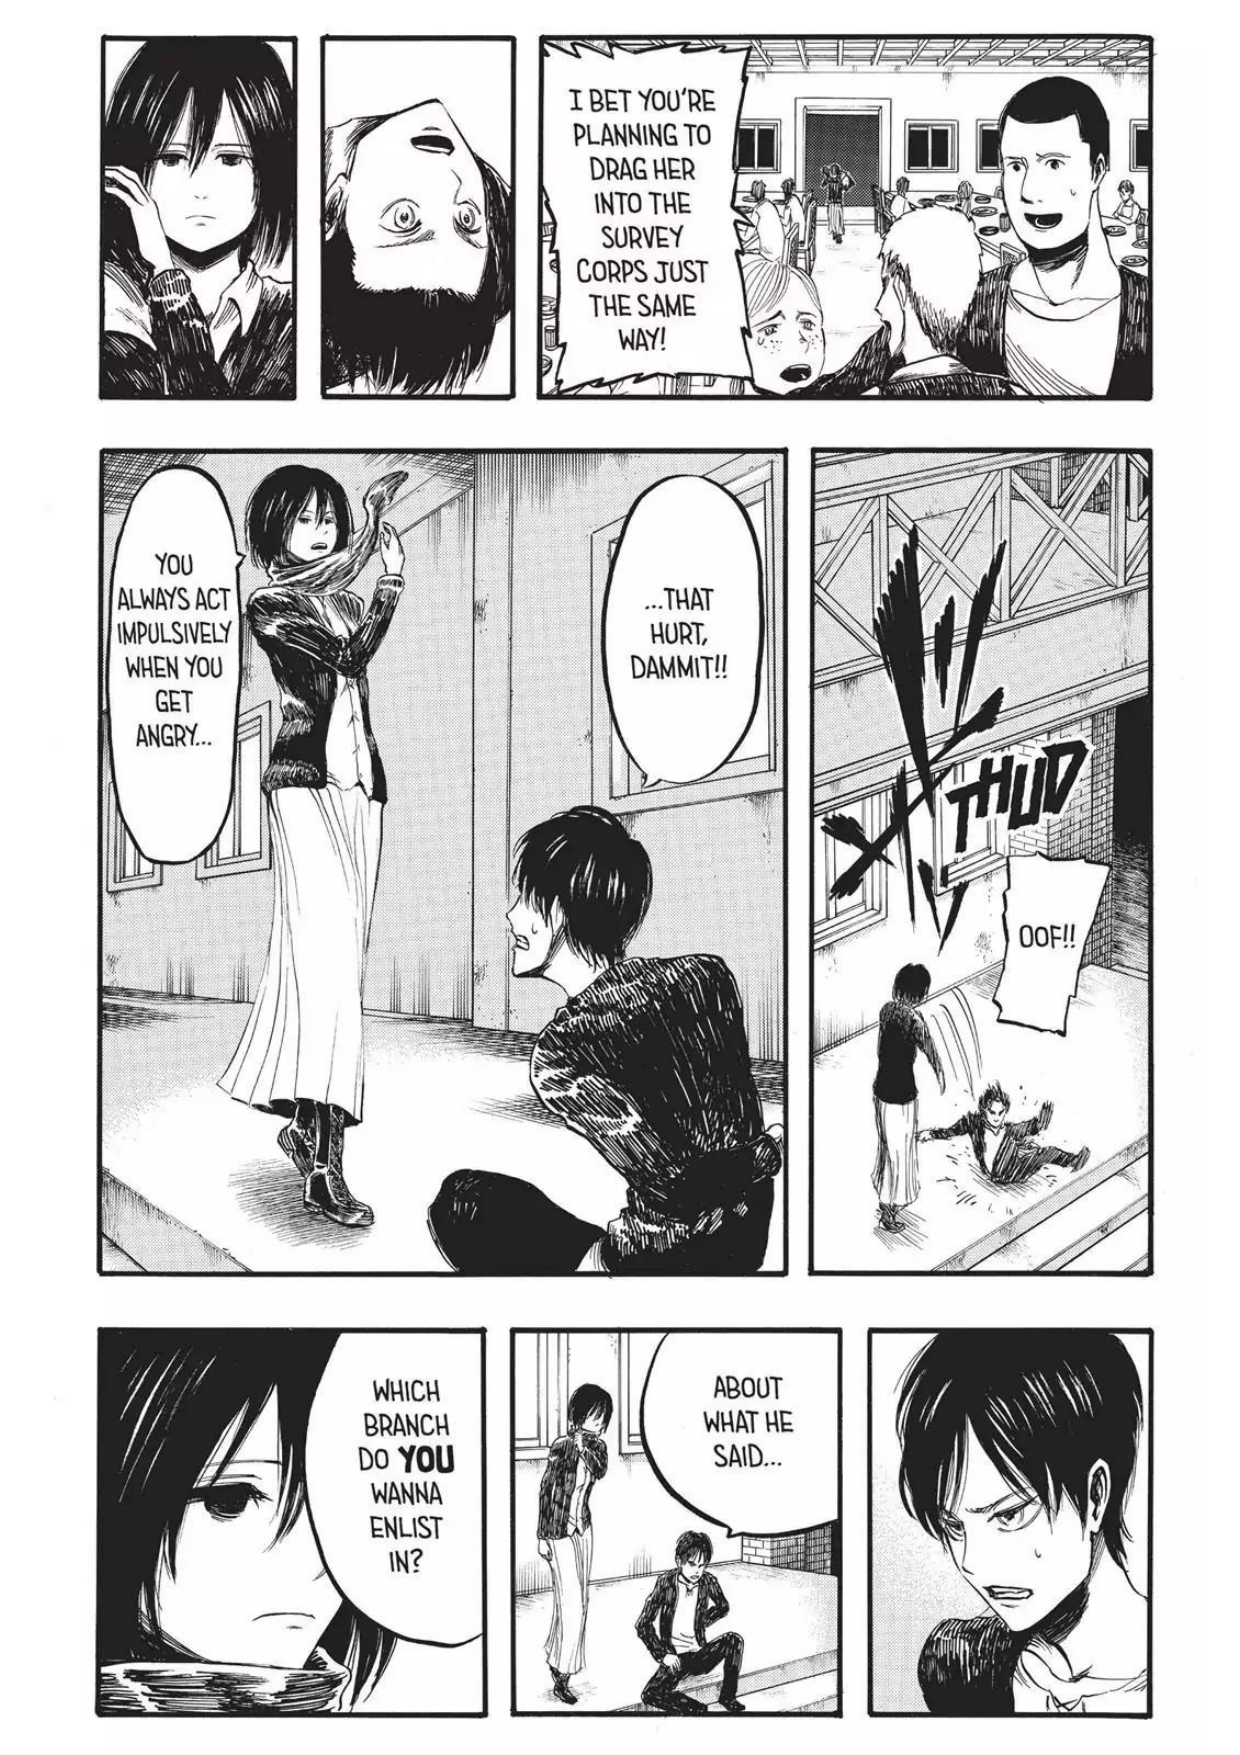 I BET YOU'RE
PLANNING TO
DRAG HER
INTO THE
SURVEY
CORPS JUST
THE SAME
WAY!
THUD
OOF!!
...THAT
HURT,
DAMMIT!!
YOU
ALWAYS ACT
IMPULSIVELY
WHEN YOU
GET
ANGRY...
ABOUT
WHAT HE
SAID...
WHICH
BRANCH
DO YOU
WANNA
ENLIST
IN?